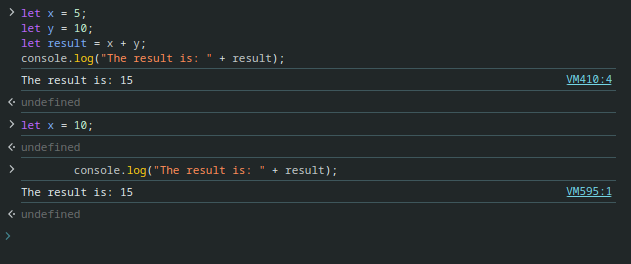 let x = 5;
let y = 10;
let result = x + y;
console.log("The result is: " + result);
The result is: 15 VM410:4
undefined
let x = 10;
undefined
console.log("The result is: " + result);
The result is: 15 VM595:1
undefined